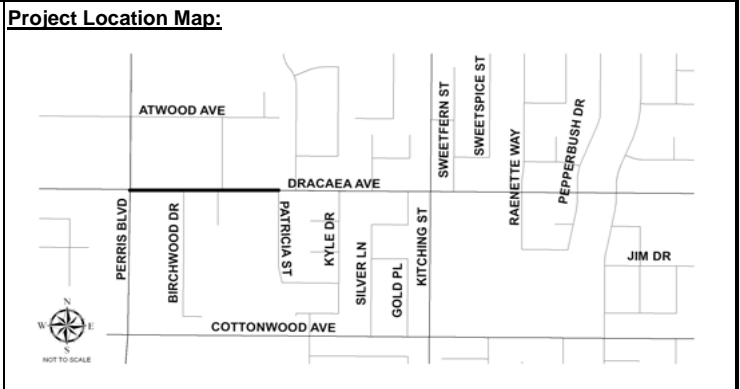 Project Location Map:
ATWOOD AVE
SWEETFERN ST
SWEETSPICE ST
RAENETTE WAY
PEPPERBUSH DR
DRACAEA AVE
PERRIS BLVD
BIRCHWOOD DR
PATRICIA ST
KYLE DR
SILVER LN
GOLD PL
KITCHING ST
JIM DR
COTTONWOOD AVE
N
W E
S
NOT TO SCALE